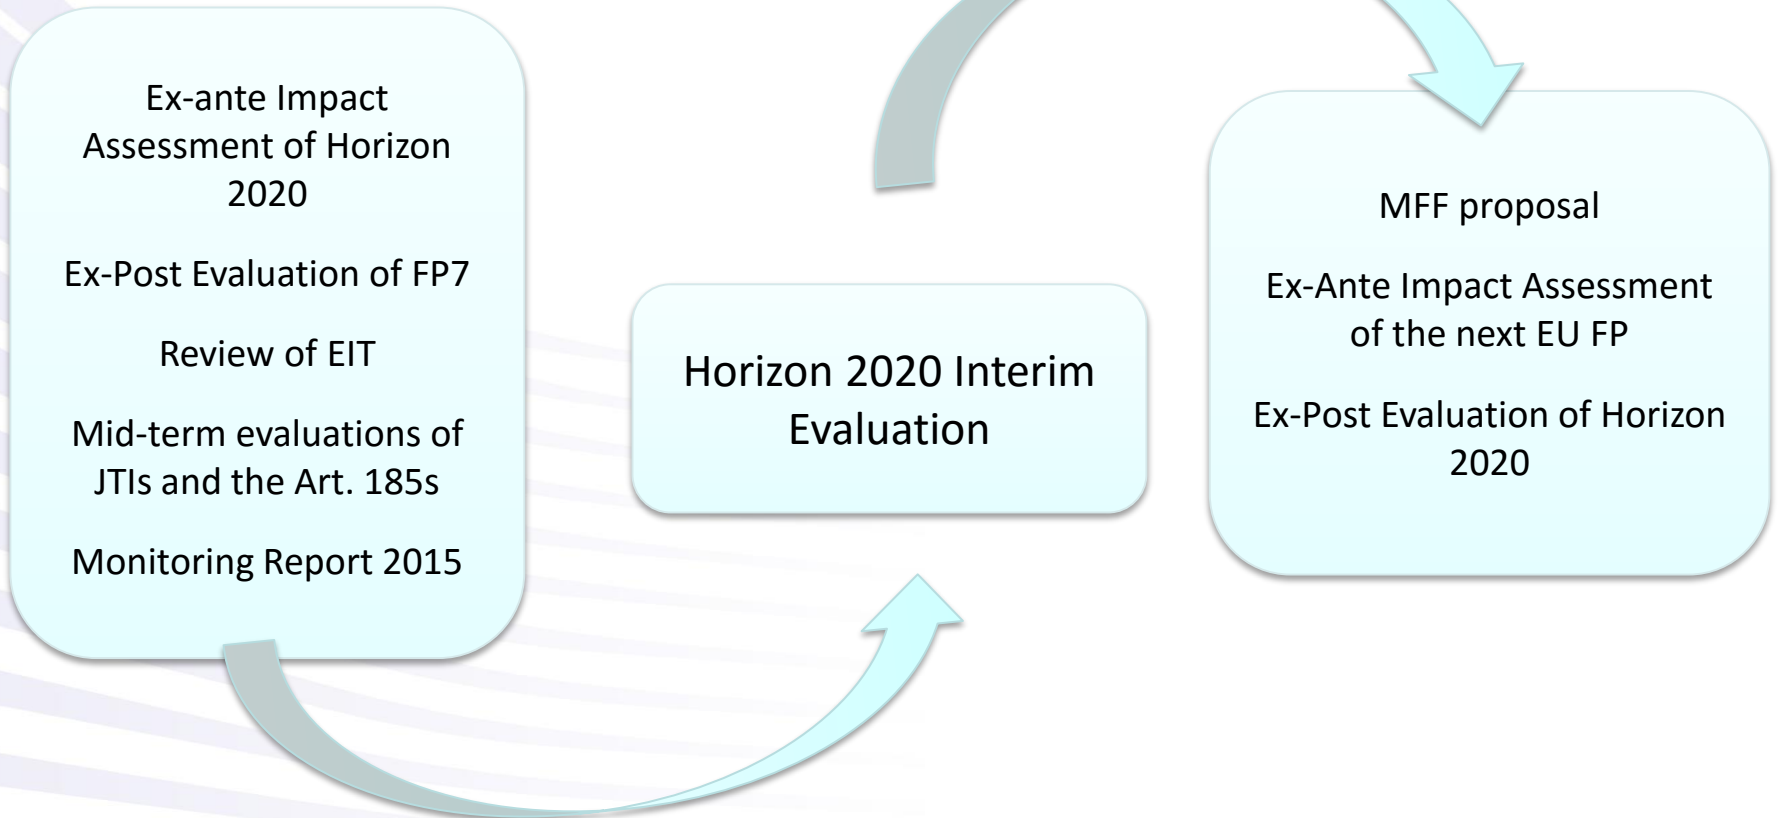 Ex-ante Impact
Assessment of Horizon
2020
Ex-Post Evaluation of FP7
Review of EIT
Mid-term evaluations of
JTIs and the Art. 185s
Monitoring Report 2015
Horizon 2020 Interim
Evaluation
MFF proposal
Ex-Ante Impact Assessment
of the next EU FP
Ex-Post Evaluation of Horizon
2020